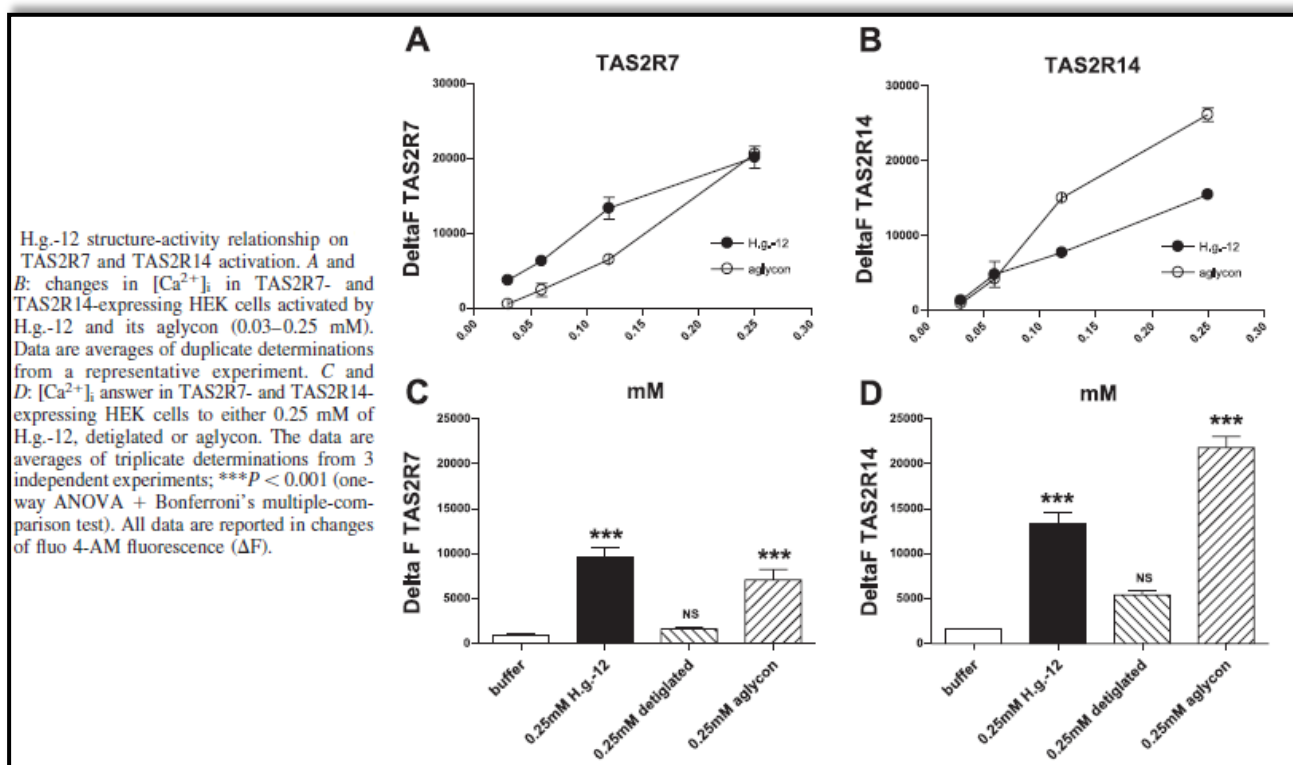 H.g.-12 structure-activity relationship on
TAS2R7 and TAS2R14 activation. A and
B: changes in [Ca²⁺]ᵢ in TAS2R7- and
TAS2R14-expressing HEK cells activated by
H.g.-12 and its aglycon (0.03–0.25 mM).
Data are averages of duplicate determinations
from a representative experiment. C and
D: [Ca²⁺]ᵢ answer in TAS2R7- and TAS2R14-
expressing HEK cells to either 0.25 mM of
H.g.-12, detiglated or aglycon. The data are
averages of triplicate determinations from 3
independent experiments; ***P < 0.001 (one-
way ANOVA + Bonferroni's multiple-com-
parison test). All data are reported in changes
of fluo 4-AM fluorescence (ΔF).
A
TAS2R7
DeltaF TAS2R7
30000
20000
10000
0
H.g.-12
aglycon
0.00
0.05
0.10
0.15
0.20
0.25
0.30
mM
B
TAS2R14
DeltaF TAS2R14
30000
20000
10000
0
H.g.-12
aglycon
0.00
0.05
0.10
0.15
0.20
0.25
0.30
mM
C
Delta F TAS2R7
25000
20000
15000
10000
5000
0
***
NS
***
buffer
0.25mM H.g.-12
0.25mM detiglated
0.25mM aglycon
D
DeltaF TAS2R14
25000
20000
15000
10000
5000
0
***
NS
***
buffer
0.25mM H.g.-12
0.25mM detiglated
0.25mM aglycon